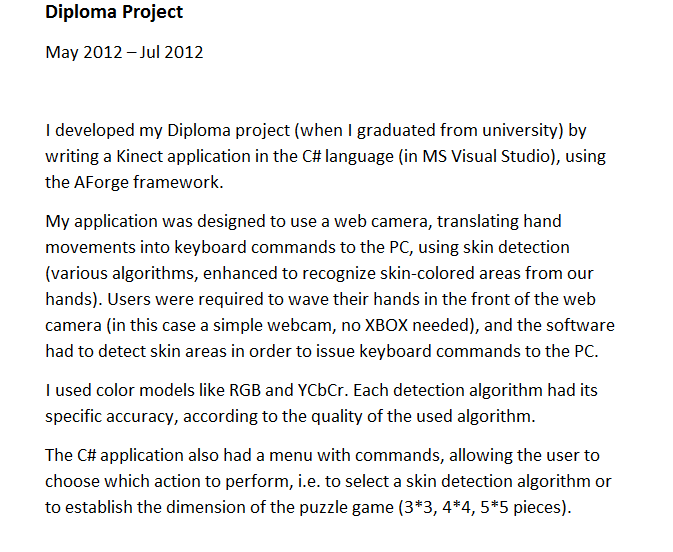 Diploma Project
May 2012 – Jul 2012
I developed my Diploma project (when I graduated from university) by
writing a Kinect application in the C# language (in MS Visual Studio), using
the AForge framework.
My application was designed to use a web camera, translating hand
movements into keyboard commands to the PC, using skin detection
(various algorithms, enhanced to recognize skin-colored areas from our
hands). Users were required to wave their hands in the front of the web
camera (in this case a simple webcam, no XBOX needed), and the software
had to detect skin areas in order to issue keyboard commands to the PC.
I used color models like RGB and YCbCr. Each detection algorithm had its
specific accuracy, according to the quality of the used algorithm.
The C# application also had a menu with commands, allowing the user to
choose which action to perform, i.e. to select a skin detection algorithm or
to establish the dimension of the puzzle game (3*3, 4*4, 5*5 pieces).